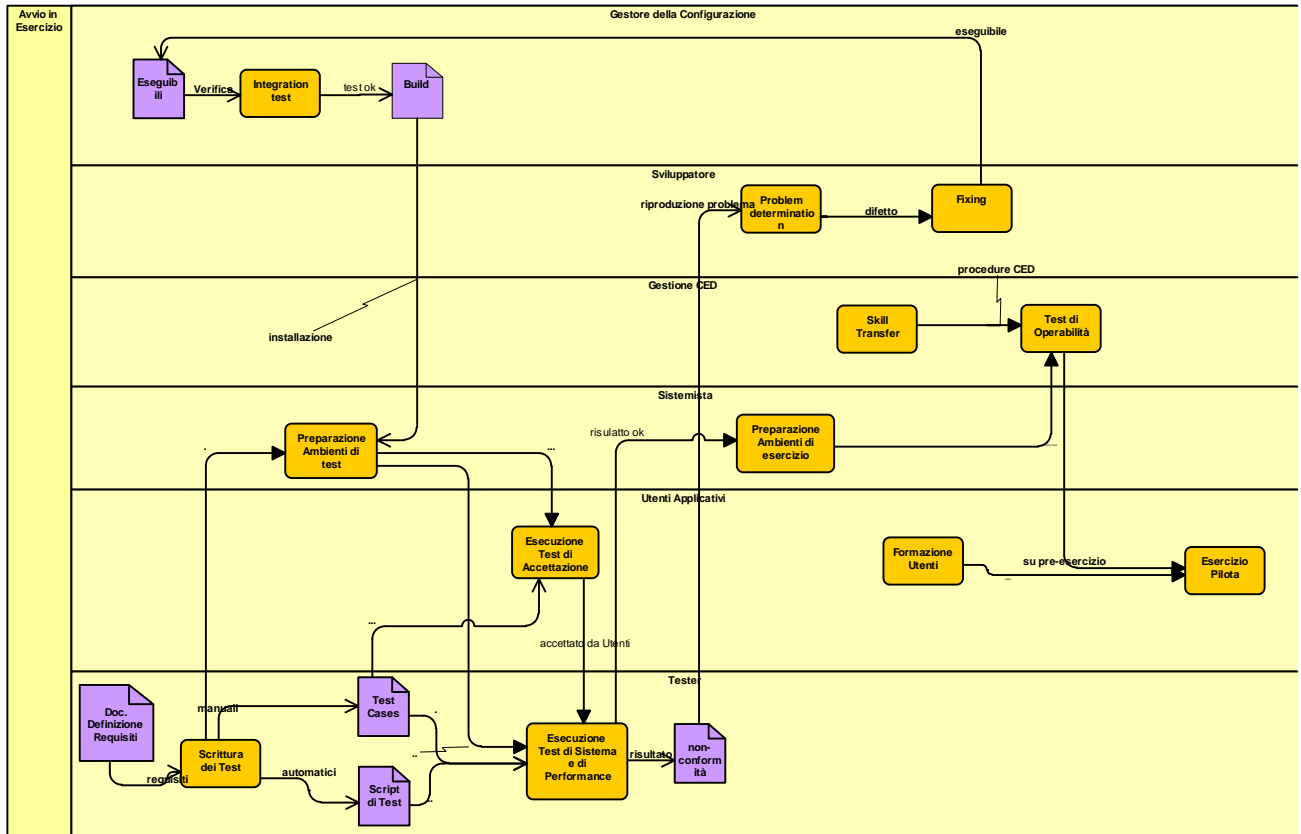 Avvio in
Esercizio
Gestore della Configurazione
eseguibile
Eseguib
ili
Verifica
Integration
test
test ok
Build
Sviluppatore
riproduzione problema
Problem
determinatio
n
difetto
Fixing
procedure CED
Gestione CED
installazione
Skill
Transfer
Test di
Operabilità
Sistemista
Preparazione
Ambienti di
test
.
...
risulatto ok
Preparazione
Ambienti di
esercizio
Utenti Applicativi
Esecuzione
Test di
Accettazione
Formazione
Utenti
su pre-esercizio
Esercizio
Pilota
...
accettato da Utenti
Tester
Doc.
Definizione
Requisiti
requisiti
Scrittura
dei Test
manuali
Test
Cases
.
automatici
Script
di Test
..
...
Esecuzione
Test di Sistema
e di
Performance
risultato
non-
conform
ità